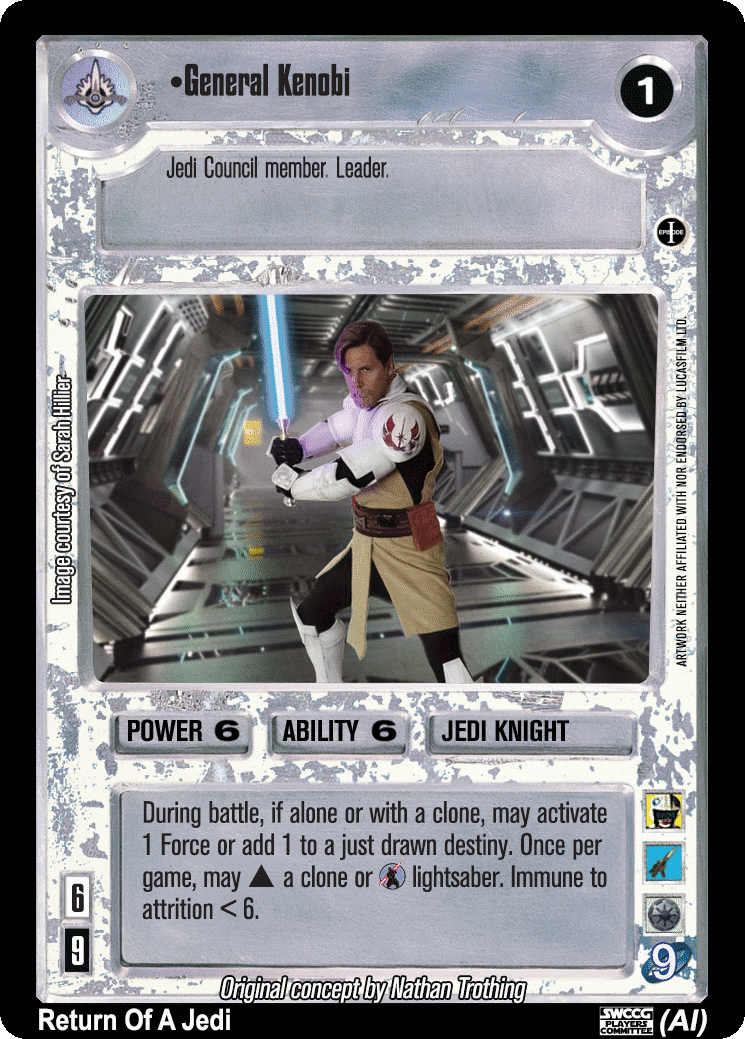 •General Kenobi
1
Jedi Council member. Leader.
EPISODE
I
Image courtesy of Sarah Hillier
ARTWORK NEITHER AFFILIATED WITH NOR ENDORSED BY LUCASFILM LTD.
POWER 6
ABILITY 6
JEDI KNIGHT
During battle, if alone or with a clone, may activate
1 Force or add 1 to a just drawn destiny. Once per
game, may ▲ a clone or lightsaber. Immune to
attrition < 6.
6
9
9
Original concept by Nathan Trothing
Return Of A Jedi
SWCCG
PLAYERS
COMMITTEE
(AI)